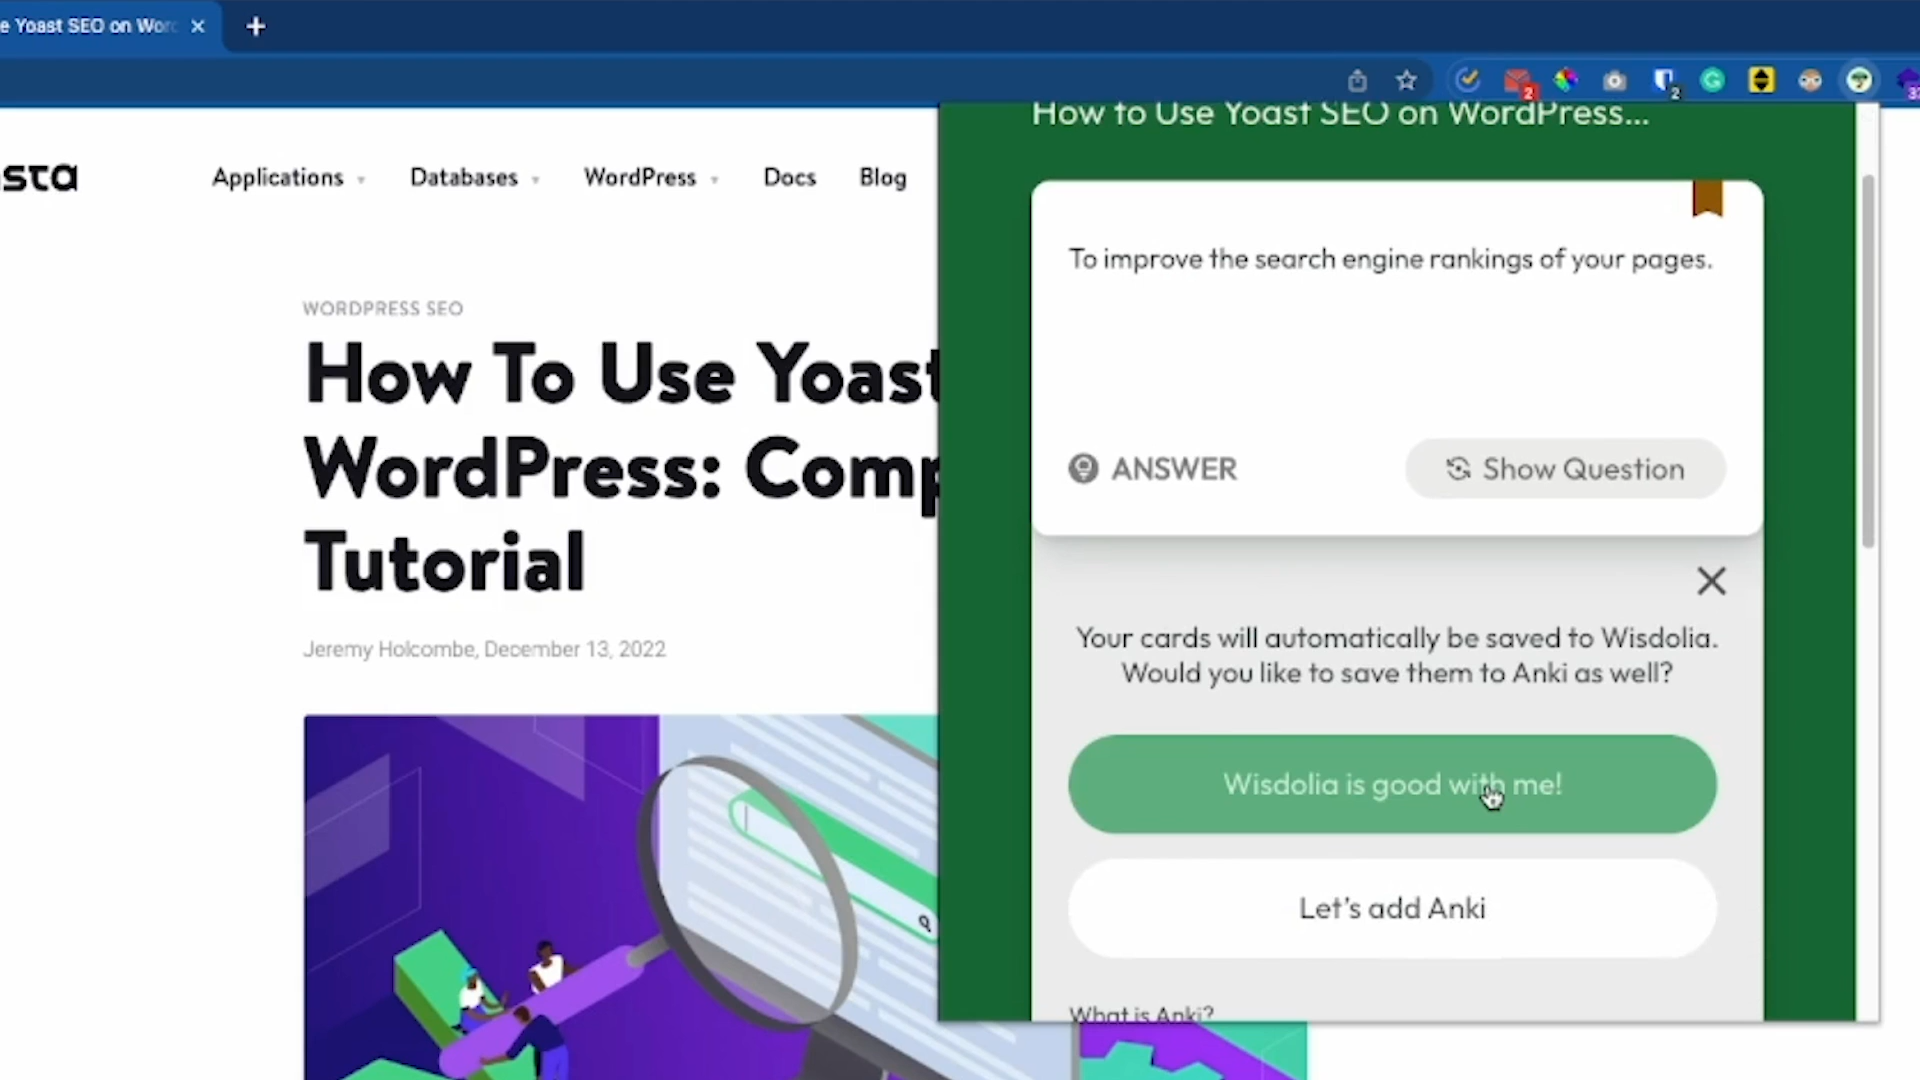 e Yoast SEO on Wor
2
2
How to Use Yoast SEO on WordPress...
sta
Applications
Databases
WordPress
Docs
Blog
WORDPRESS SEO
How To Use Yoast
WordPress: Comp
Tutorial
Jeremy Holcombe, December 13, 2022
To improve the search engine rankings of your pages.
ANSWER
Show Question
Your cards will automatically be saved to Wisdolia.
Would you like to save them to Anki as well?
Wisdolia is good with me!
Let's add Anki
What is Anki?